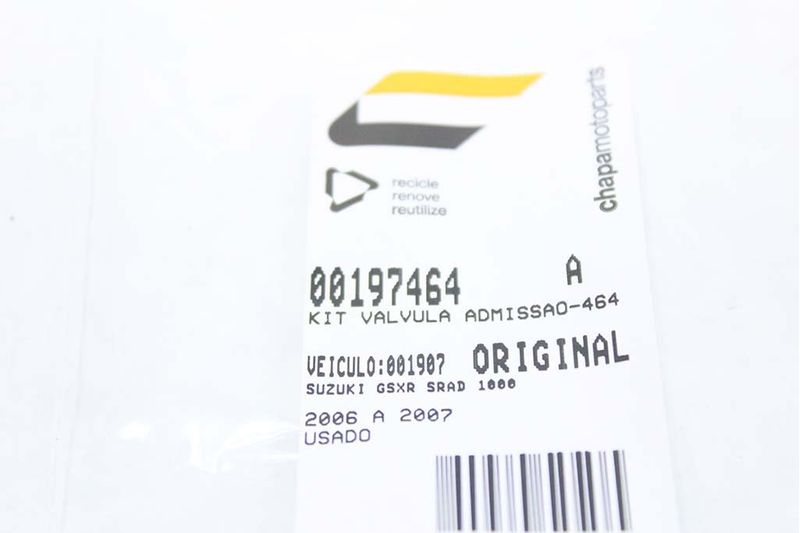 chapamotoparts
recicle
renove
reutilize
00197464 A
KIT VALVULA ADMISSAO-464
VEICULO:001907 ORIGINAL
SUZUKI GSXR SRAD 1000
2006 A 2007
USADO